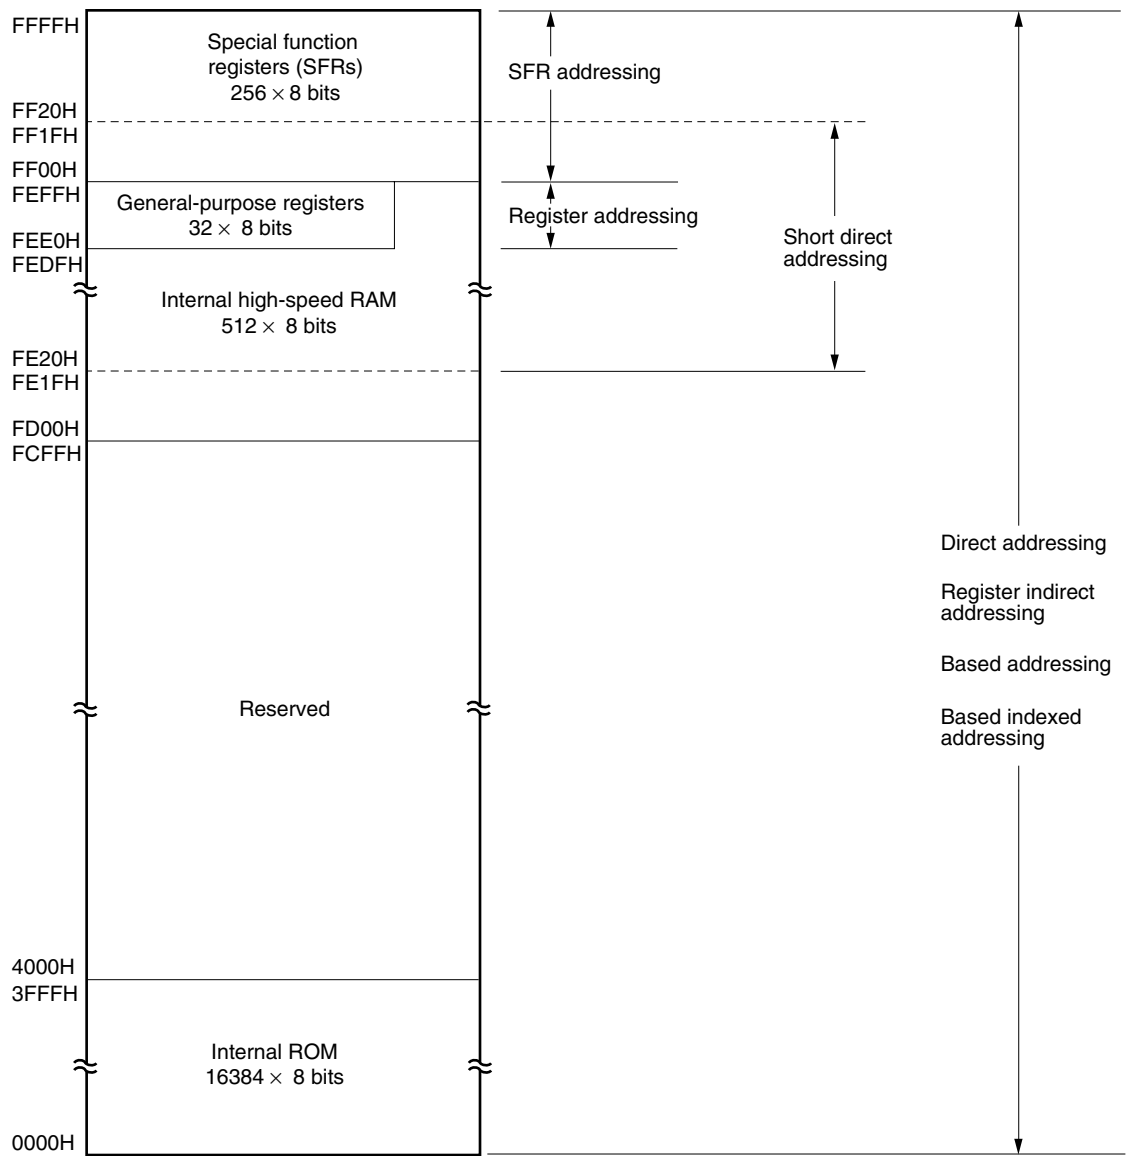 FFFFH
Special function
registers (SFRs)
256 × 8 bits
SFR addressing
FF20H
FF1FH
FF00H
FEFFH
General-purpose registers
32 × 8 bits
Register addressing
FEE0H
FEDFH
Short direct
addressing
Internal high-speed RAM
512 × 8 bits
FE20H
FE1FH
FD00H
FCFFH
Direct addressing
Register indirect
addressing
Based addressing
Based indexed
addressing
Reserved
4000H
3FFFH
Internal ROM
16384 × 8 bits
0000H